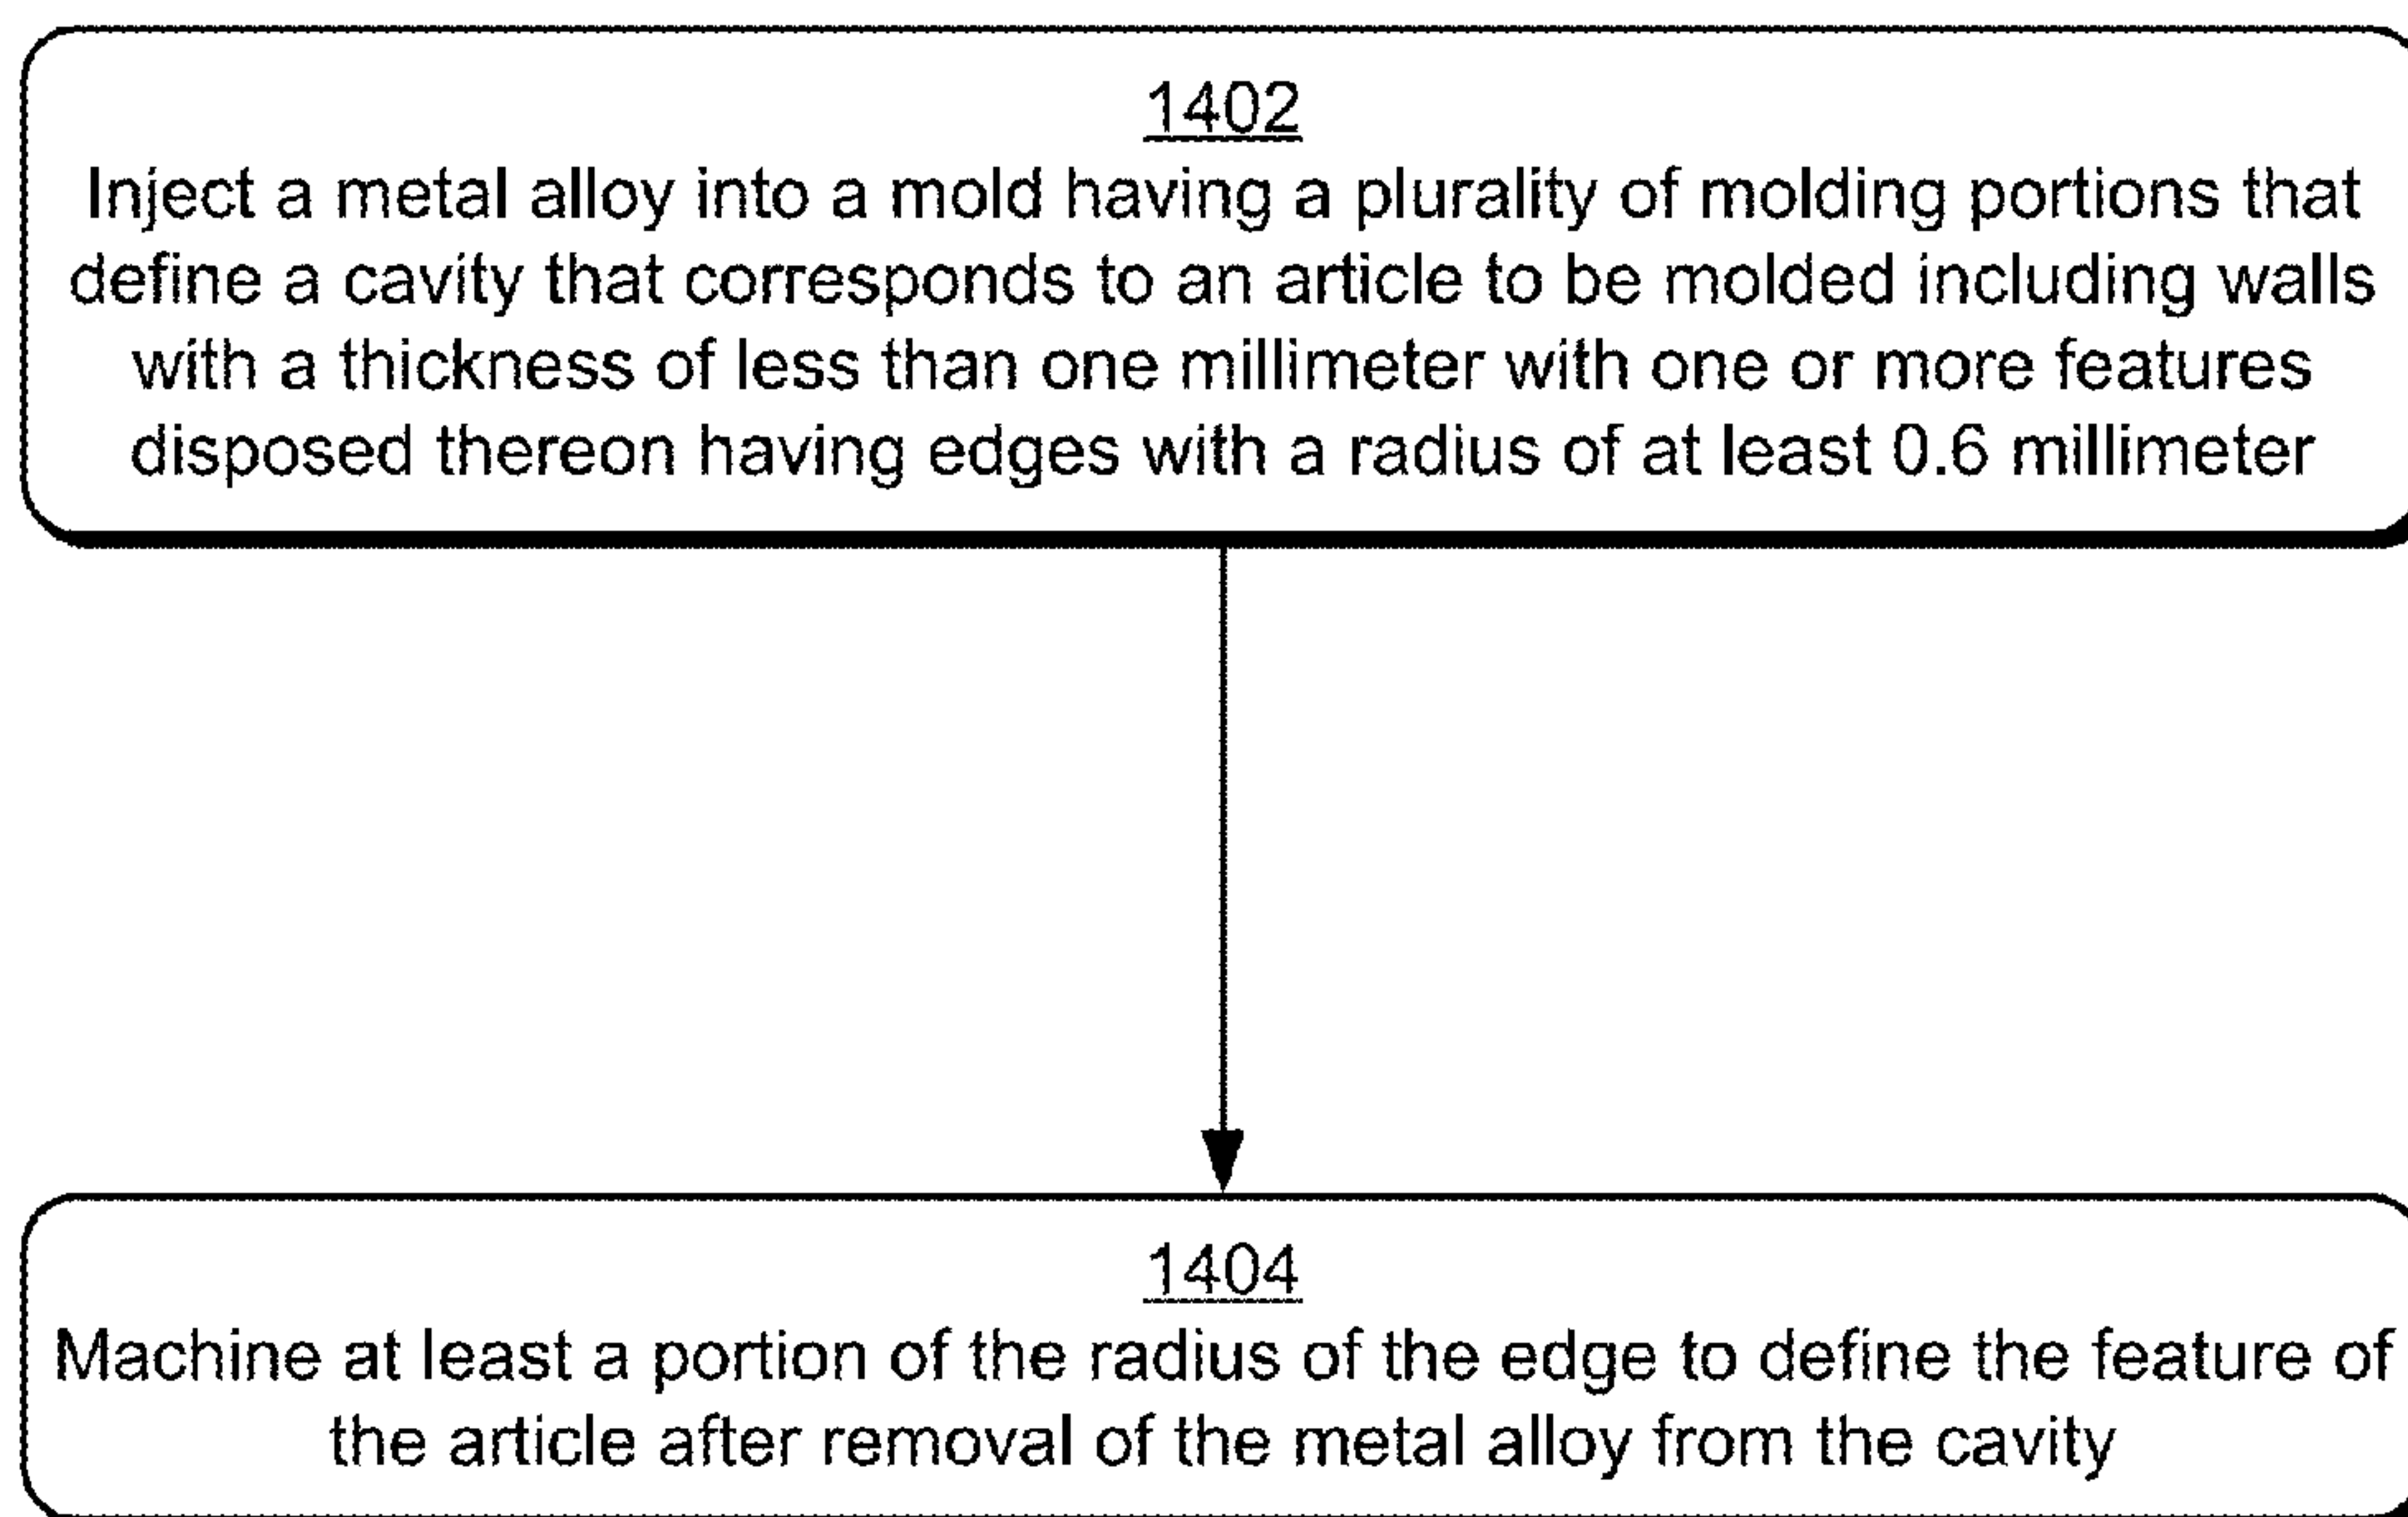 1402
Inject a metal alloy into a mold having a plurality of molding portions that
define a cavity that corresponds to an article to be molded including walls
with a thickness of less than one millimeter with one or more features
disposed thereon having edges with a radius of at least 0.6 millimeter
1404
Machine at least a portion of the radius of the edge to define the feature of
the article after removal of the metal alloy from the cavity